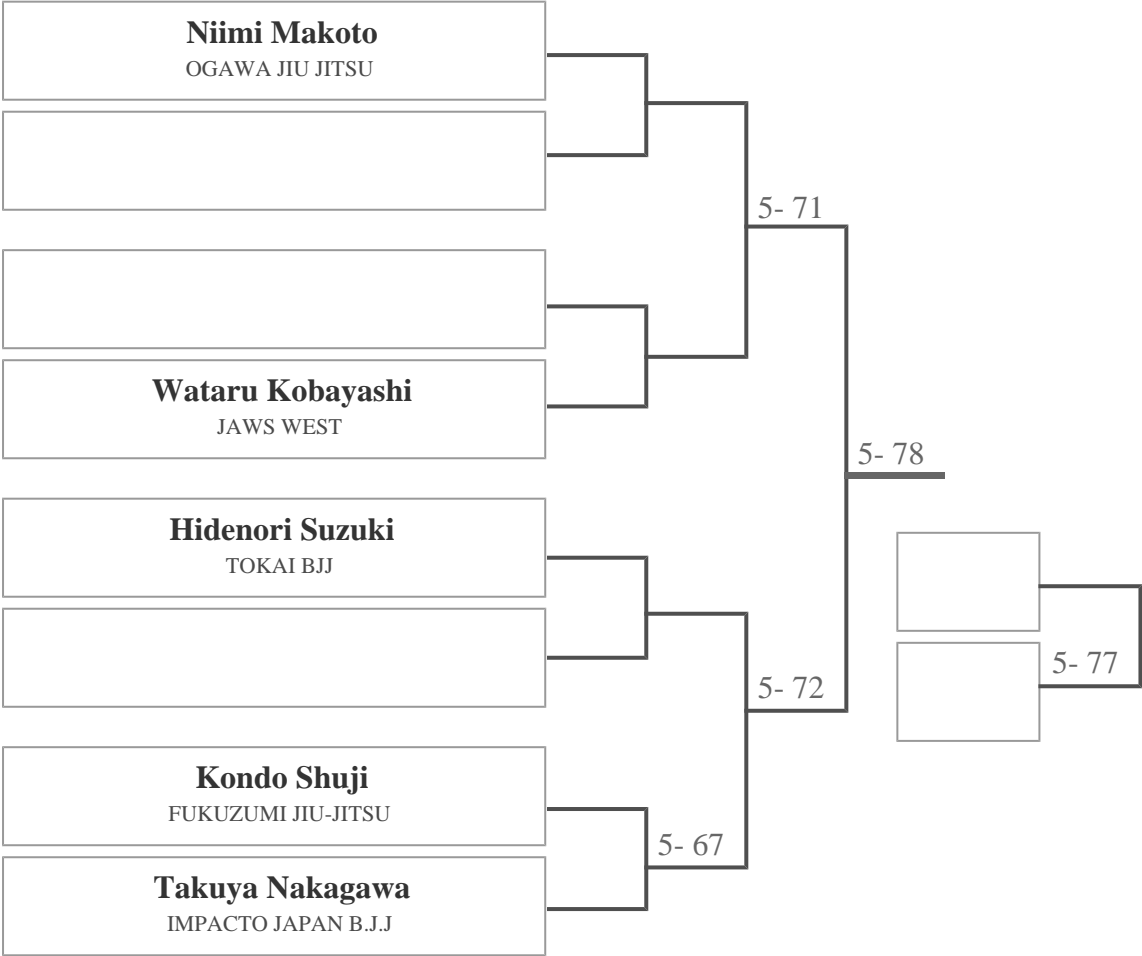 Niimi Makoto
OGAWA JIU JITSU
5- 71
Wataru Kobayashi
JAWS WEST
5- 78
Hidenori Suzuki
TOKAI BJJ
5- 77
5- 72
Kondo Shuji
FUKUZUMI JIU-JITSU
5- 67
Takuya Nakagawa
IMPACTO JAPAN B.J.J